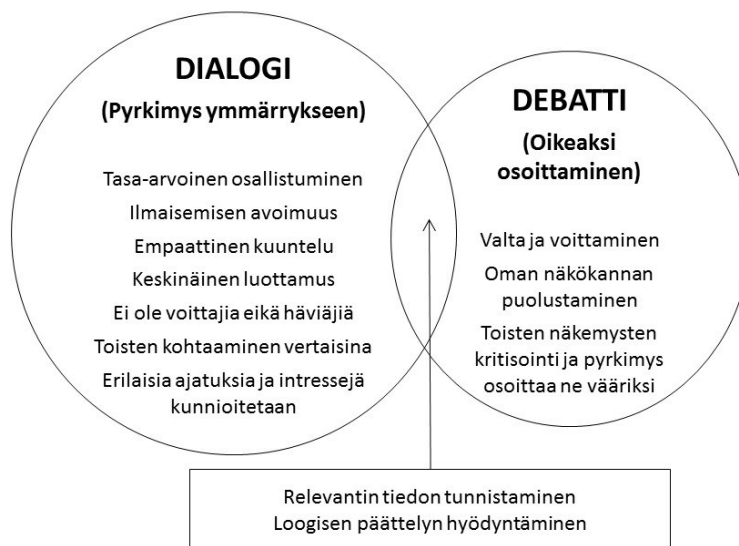 DIALOGI
(Pyrkimys ymmärrykseen)
Tasa-arvoinen osallistuminen
Ilmaisemisen avoimuus
Empaattinen kuuntelu
Keskinäinen luottamus
Ei ole voittajia eikä häviäjiä
Toisten kohtaaminen vertaisina
Erilaisia ajatuksia ja intressejä
kunnioitetaan
DEBATTI
(Oikeaksi
osoittaminen)
Valta ja voittaminen
Oman näkökannan
puolustaminen
Toisten näkemysten
kritisointi ja pyrkimys
osoittaa ne vääriksi
Relevantin tiedon tunnistaminen
Loogisen päättelyn hyödyntäminen